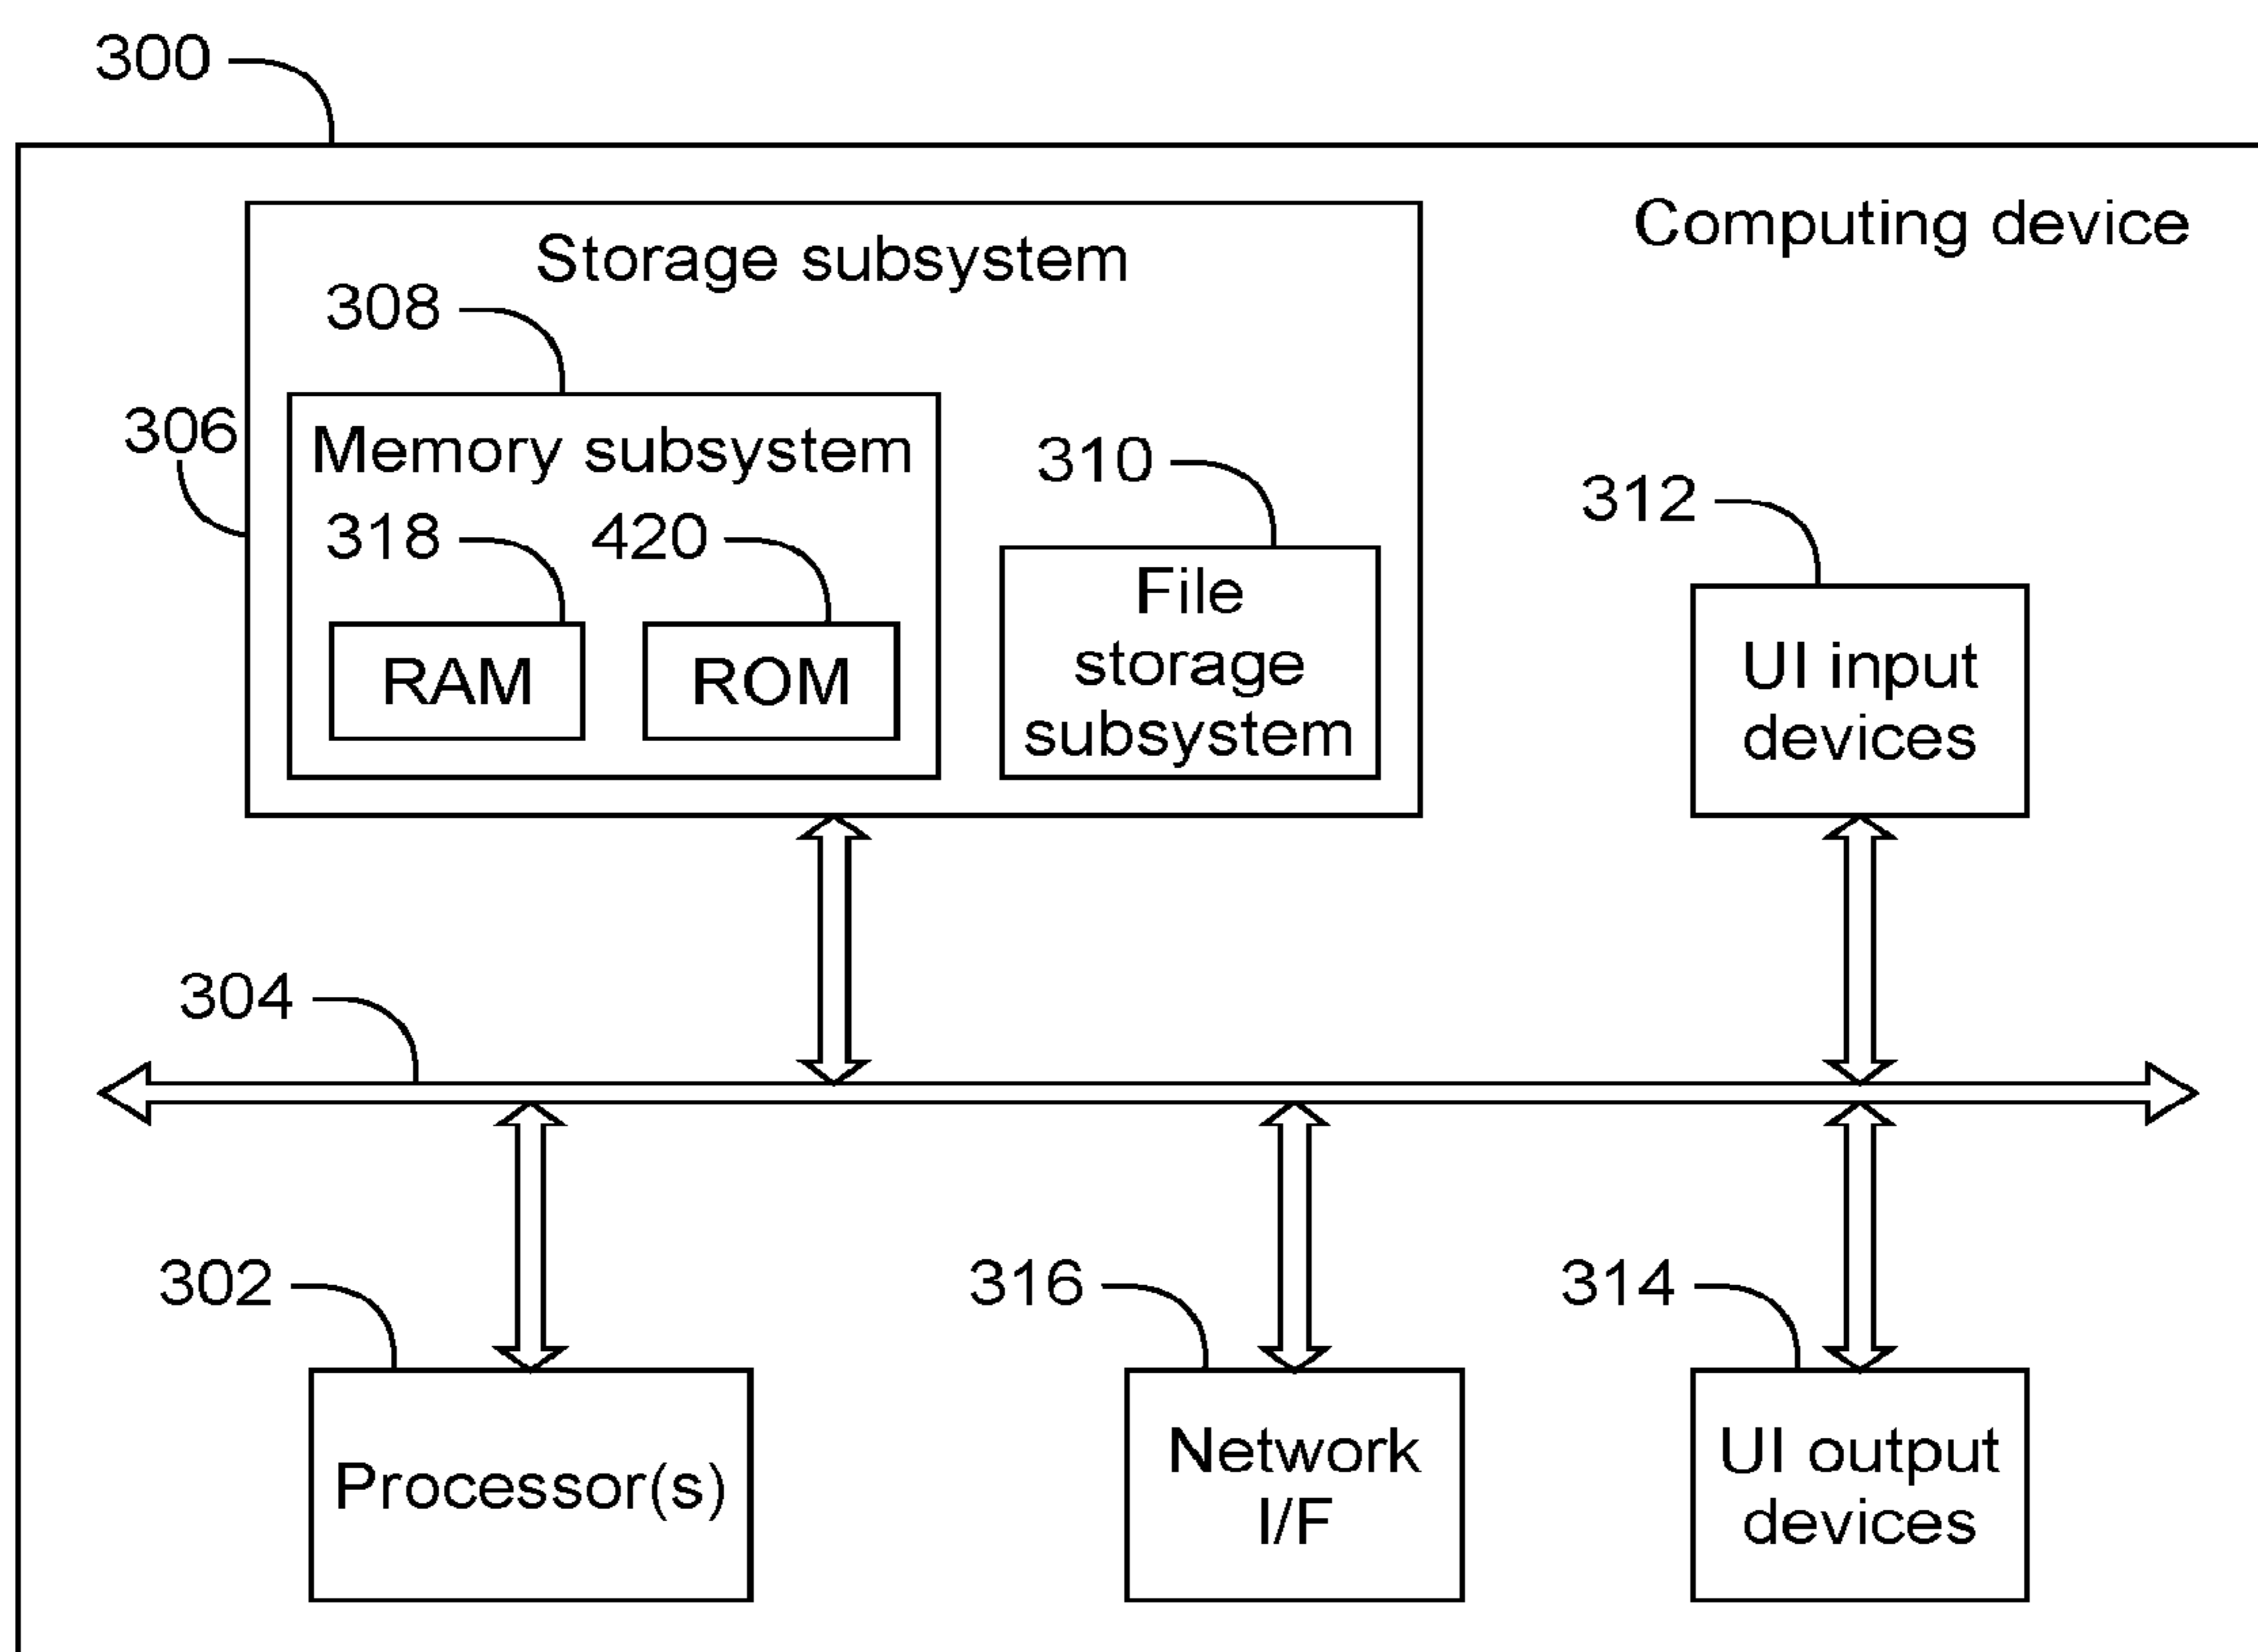 300
Computing device
Storage subsystem
308
306
Memory subsystem
310
312
318
420
File
storage
subsystem
RAM
ROM
UI input
devices
304
302
316
314
Processor(s)
Network
I/F
UI output
devices